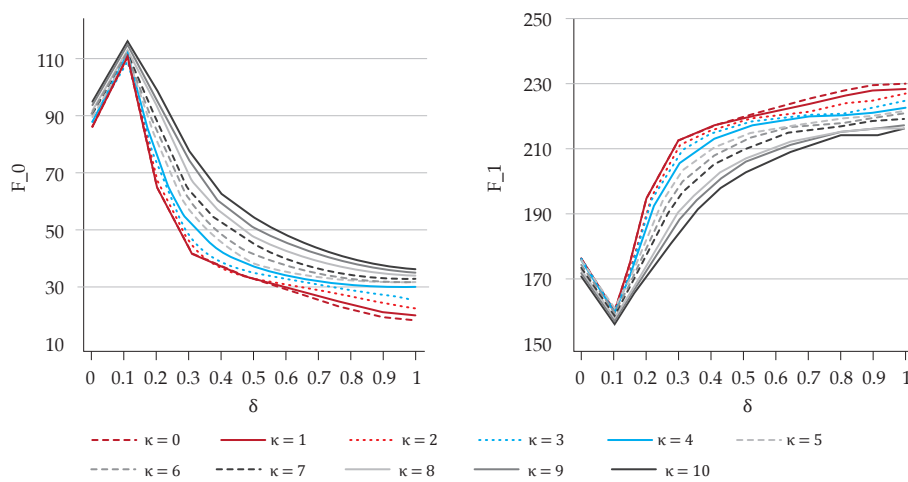 F_0
110
90
70
50
30
10
0 0.1 0.2 0.3 0.4 0.5 0.6 0.7 0.8 0.9 1
δ
F_1
250
230
210
190
170
150
0 0.1 0.2 0.3 0.4 0.5 0.6 0.7 0.8 0.9 1
δ
κ = 0 κ = 1 κ = 2 κ = 3 κ = 4 κ = 5
κ = 6 κ = 7 κ = 8 κ = 9 κ = 10